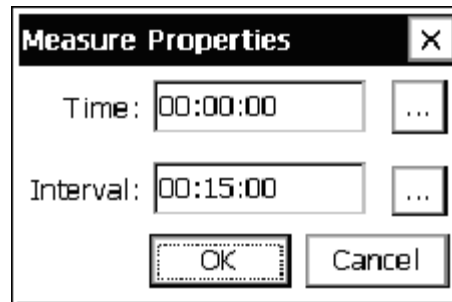 Measure Properties
Time: 00:00:00 ...
Interval: 00:15:00 ...
OK Cancel